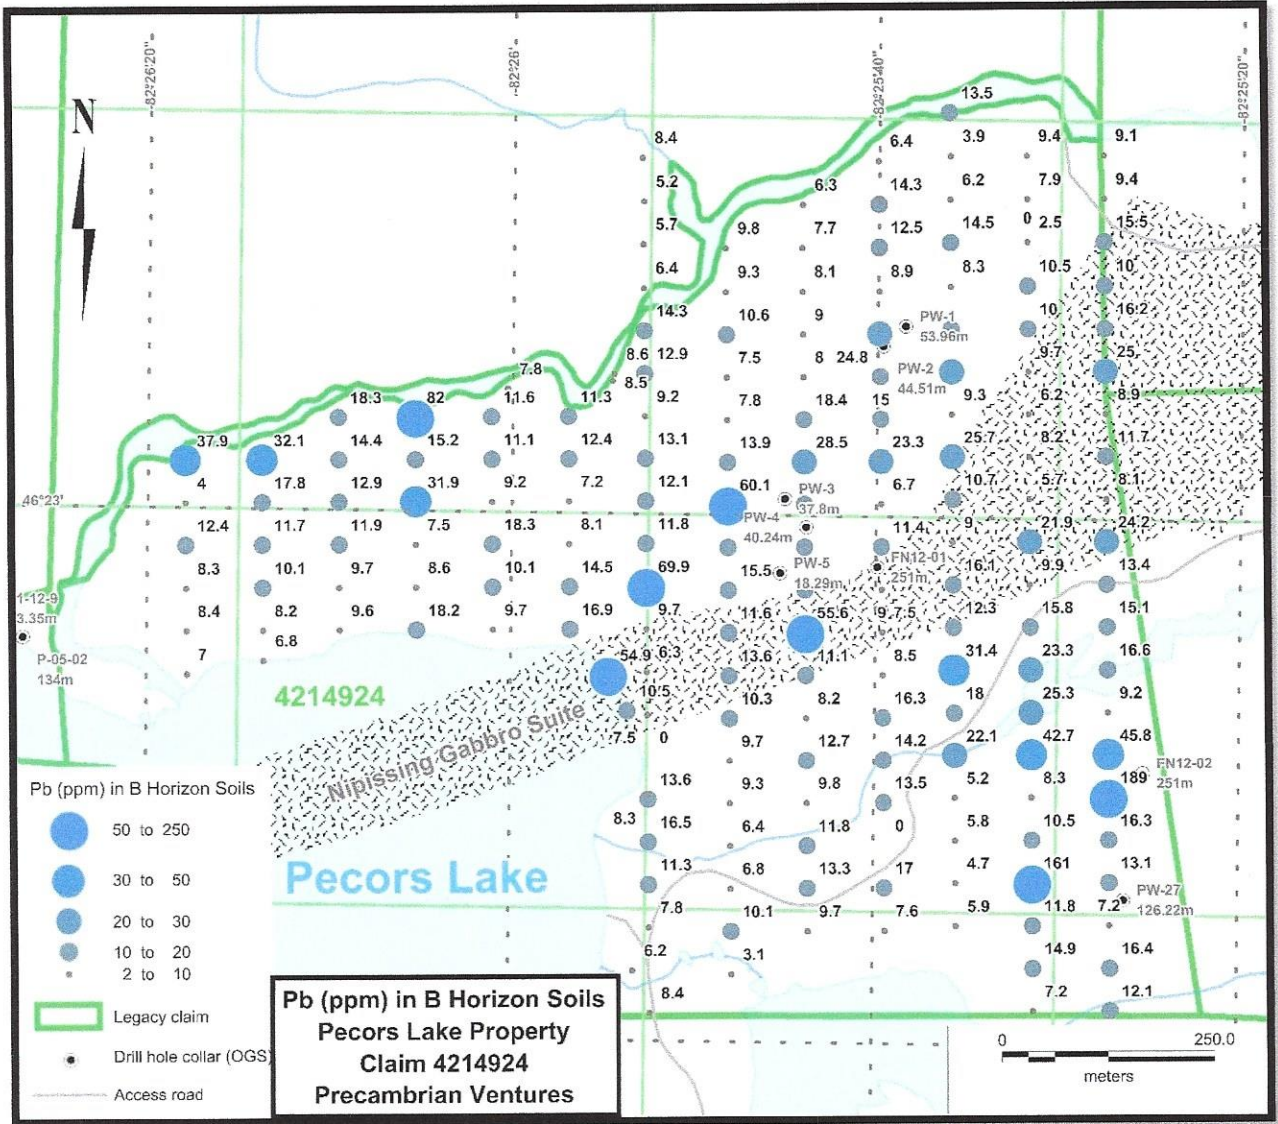 -82°26'20"
-82°26'
-82°25'40"
-82°25'20"
N
13.5
8.4 6.4 3.9 9.4 9.1
5.2 6.3 14.3 6.2 7.9 9.4
5.7 9.8 7.7 12.5 14.5 0 2.5 15.5
6.4 9.3 8.1 8.9 8.3 10.5 10
14.3 10.6 9 PW-1 10 16.2
53.96m
8.6 12.9 7.5 8 24.8 9.7 25
7.8 8.5 PW-2
44.51m
18.3 82 11.6 11.3 9.2 7.8 18.4 15 9.3 6.2 8.9
37.9 32.1 14.4 15.2 11.1 12.4 13.1 13.9 28.5 23.3 25.7 8.2 11.7
4 17.8 12.9 31.9 9.2 7.2 12.1 60.1 PW-3 6.7 10.7 5.7 8.1
46°23'
37.8m
12.4 11.7 11.9 7.5 18.3 8.1 11.8 PW-4 11.4 9 21.9 24.2
40.24m
8.3 10.1 9.7 8.6 10.1 14.5 69.9 15.5 PW-5 FN12-01 16.1 9.9 13.4
18.29m 251m
1-12-9
3.35m
8.4 8.2 9.6 18.2 9.7 16.9 9.7 11.6 55.6 9 7.5 12.3 15.8 15.1
7 6.8 54.9 6.3 13.6 11.1 8.5 31.4 23.3 16.6
P-05-02
134m
4214924
10.5 10.3 8.2 16.3 18 25.3 9.2
Nipissing Gabbro Suite
7.5 0 9.7 12.7 14.2 22.1 42.7 45.8
FN12-02
251m
13.6 9.3 9.8 13.5 5.2 8.3 189
8.3 16.5 6.4 11.8 0 5.8 10.5 16.3
11.3 6.8 13.3 17 4.7 161 13.1
Pecors Lake
PW-27
126.22m
7.8 10.1 9.7 7.6 5.9 11.8 7.2
6.2 3.1 14.9 16.4
8.4 7.2 12.1
Pb (ppm) in B Horizon Soils
50 to 250
30 to 50
20 to 30
10 to 20
2 to 10
Legacy claim
Drill hole collar (OGS)
Access road
Pb (ppm) in B Horizon Soils
Pecors Lake Property
Claim 4214924
Precambrian Ventures
0 250.0
meters